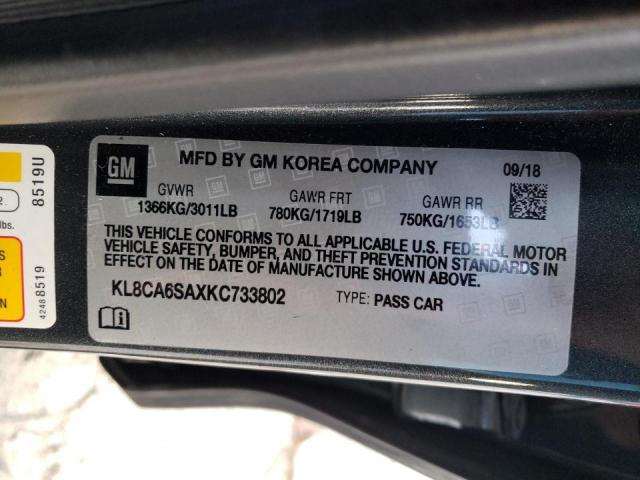 GM
MFD BY GM KOREA COMPANY
09/18
GVWR
1366KG/3011LB
GAWR FRT
780KG/1719LB
GAWR RR
750KG/1653LB
THIS VEHICLE CONFORMS TO ALL APPLICABLE U.S. FEDERAL MOTOR
VEHICLE SAFETY, BUMPER, AND THEFT PREVENTION STANDARDS IN
EFFECT ON THE DATE OF MANUFACTURE SHOWN ABOVE.
KL8CA6SAXKC733802
TYPE: PASS CAR
8519U
2
lbs.
42488519